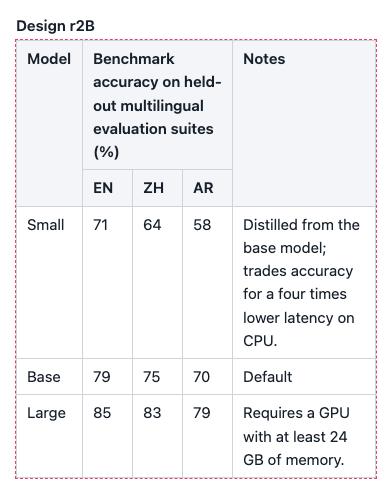 Design r2B
Model
Benchmark
accuracy on held-
out multilingual
evaluation suites
(%)
Notes
EN
ZH
AR
Small
71
64
58
Distilled from the
base model;
trades accuracy
for a four times
lower latency on
CPU.
Base
79
75
70
Default
Large
85
83
79
Requires a GPU
with at least 24
GB of memory.